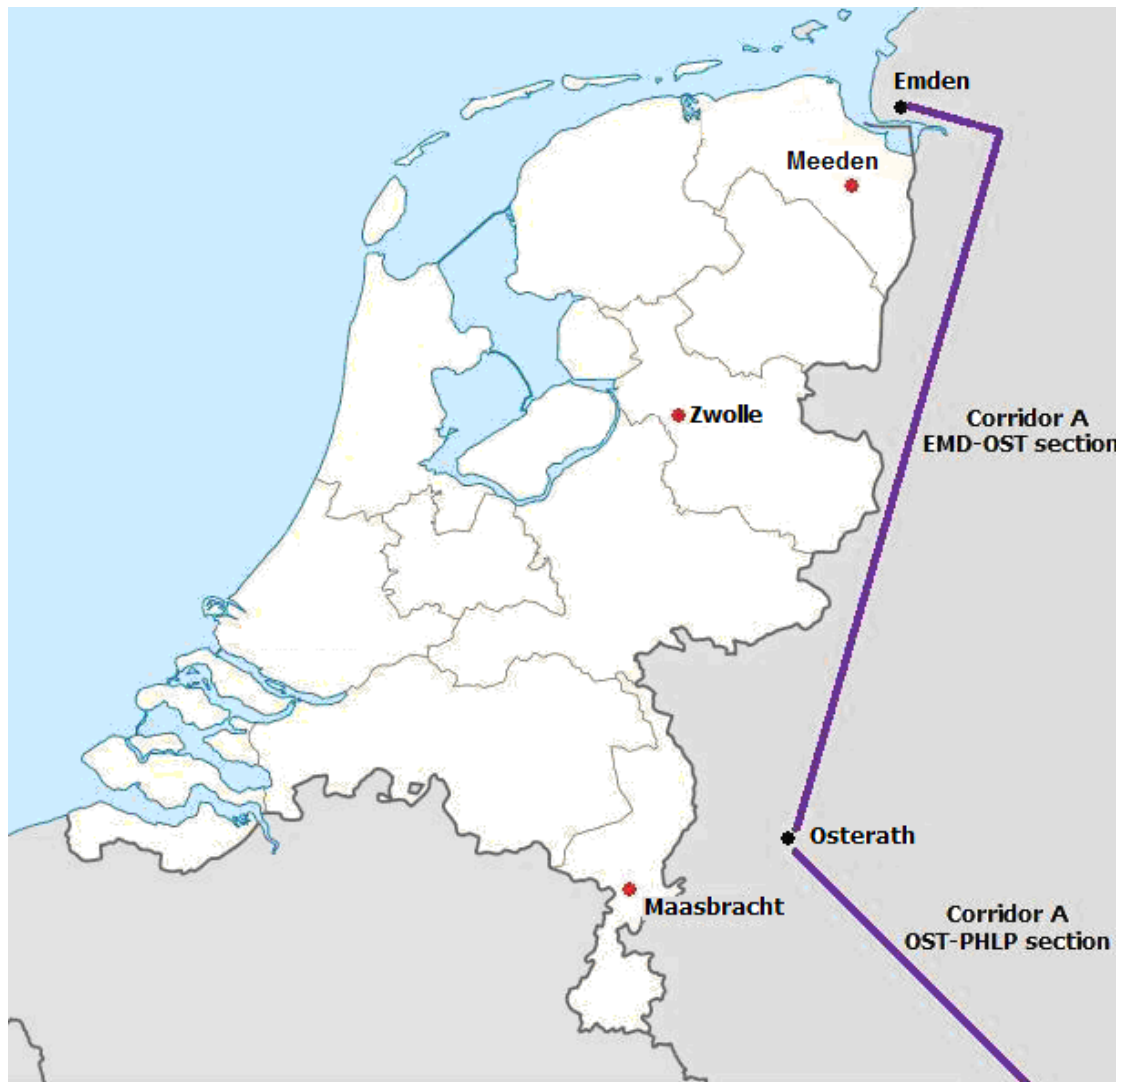 Emden
Meeden
Zwolle
Corridor A
EMD-OST section
Osterath
Maasbracht
Corridor A
OST-PHLP section